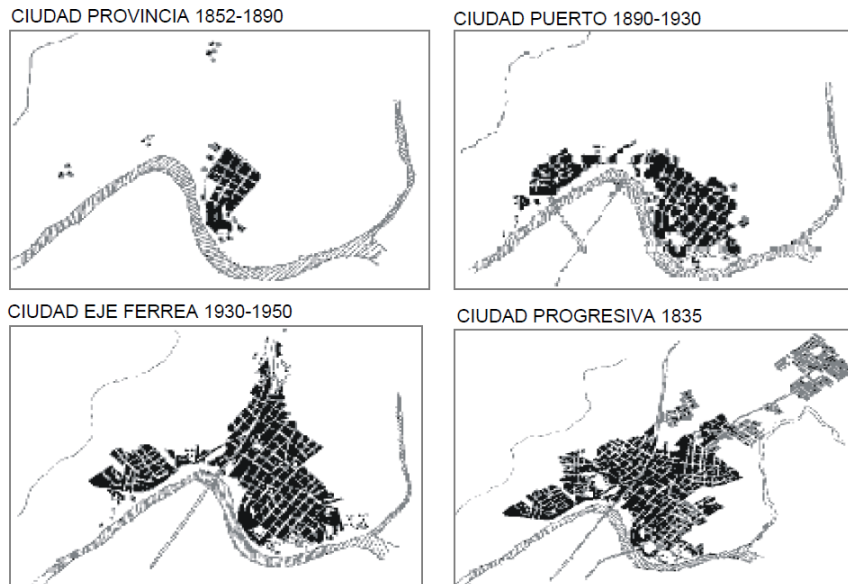 CIUDAD PROVINCIA 1852-1890
CIUDAD PUERTO 1890-1930
CIUDAD EJE FERREA 1930-1950
CIUDAD PROGRESIVA 1835